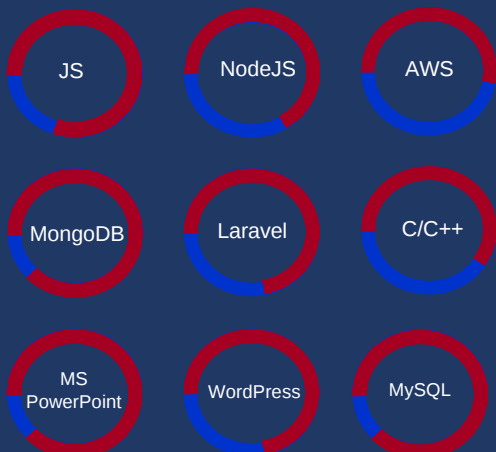 JS
NodeJS
AWS
MongoDB
Laravel
C/C++
MS
PowerPoint
WordPress
MySQL